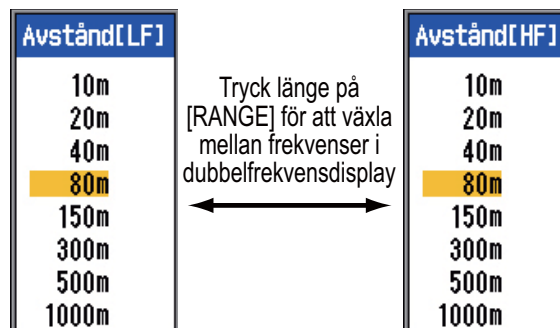 Avstånd[LF]
10m
20m
40m
80m
150m
300m
500m
1000m
Tryck länge på
[RANGE] för att växla
mellan frekvenser i
dubbelfrekvensdisplay
Avstånd[HF]
10m
20m
40m
80m
150m
300m
500m
1000m